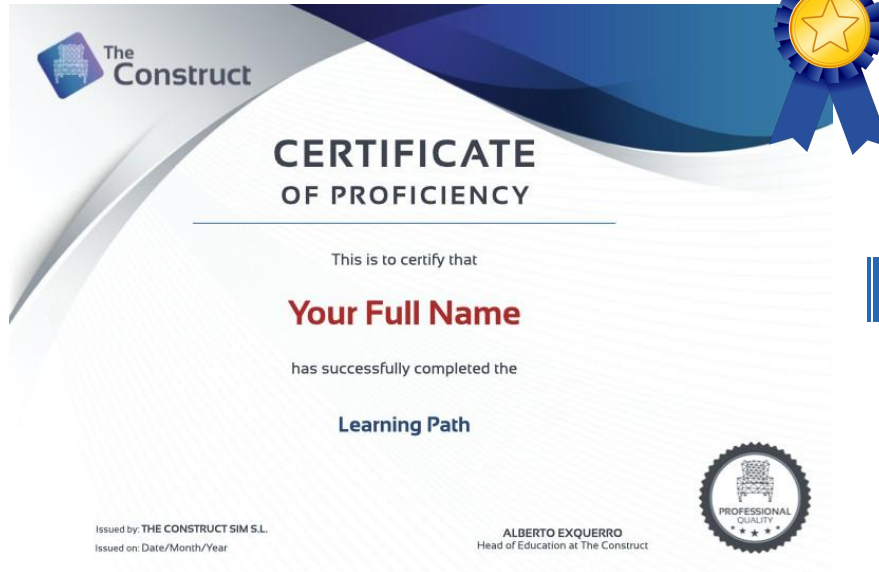 The
Construct
CERTIFICATE
OF PROFICIENCY
This is to certify that
Your Full Name
has successfully completed the
Learning Path
Issued by: THE CONSTRUCT SIM S.L.
Issued on: Date/Month/Year
ALBERTO EXQUERRO
Head of Education at The Construct
PROFESSIONAL
QUALITY